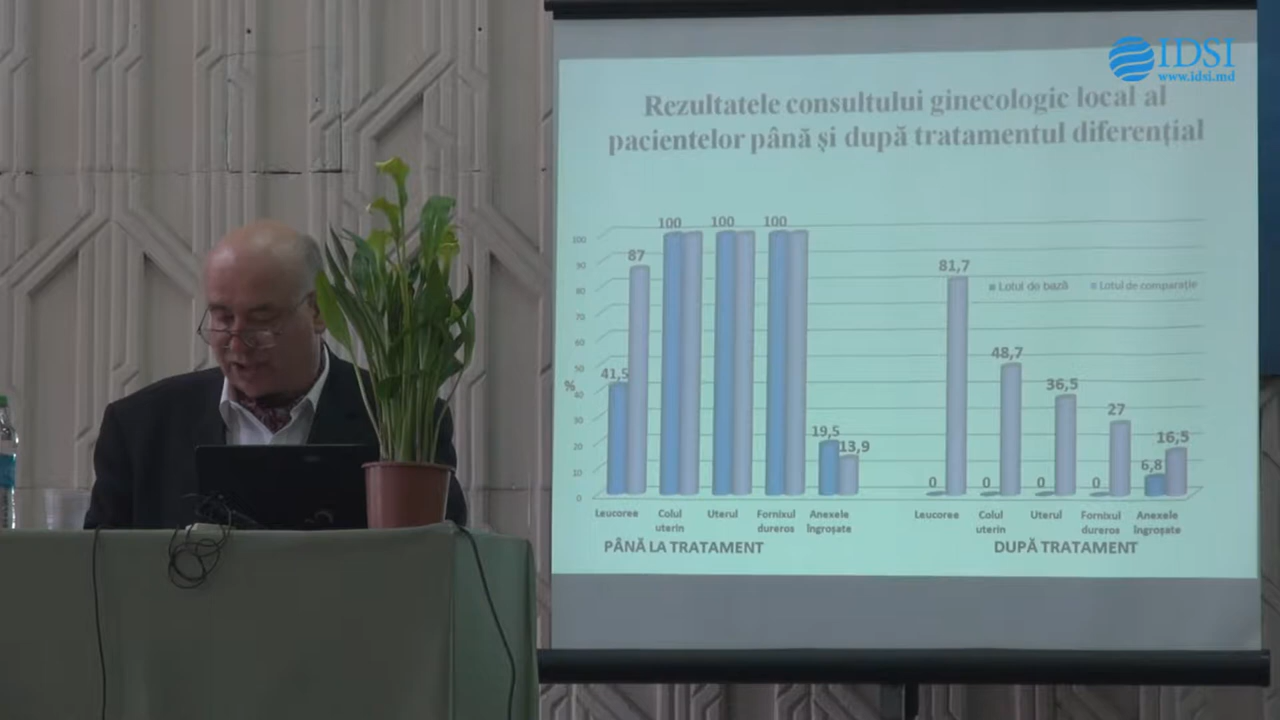 IDSI
www.idsi.md
Rezultatele consultului ginecologic local al
pacientelor până și după tratamentul diferențial
100
90
80
70
60
50
40
30
20
10
0
%
41,5
87
100
100
100
19,5
13,9
0
81,7
0
48,7
0
36,5
0
27
6,8
16,5
Lotul de bază
Lotul de comparație
Leucoree
Colul
uterin
Uterul
Fornixul
dureros
Anexele
îngroșate
Leucoree
Colul
uterin
Uterul
Fornixul
dureros
Anexele
îngroșate
PÂNĂ LA TRATAMENT
DUPĂ TRATAMENT